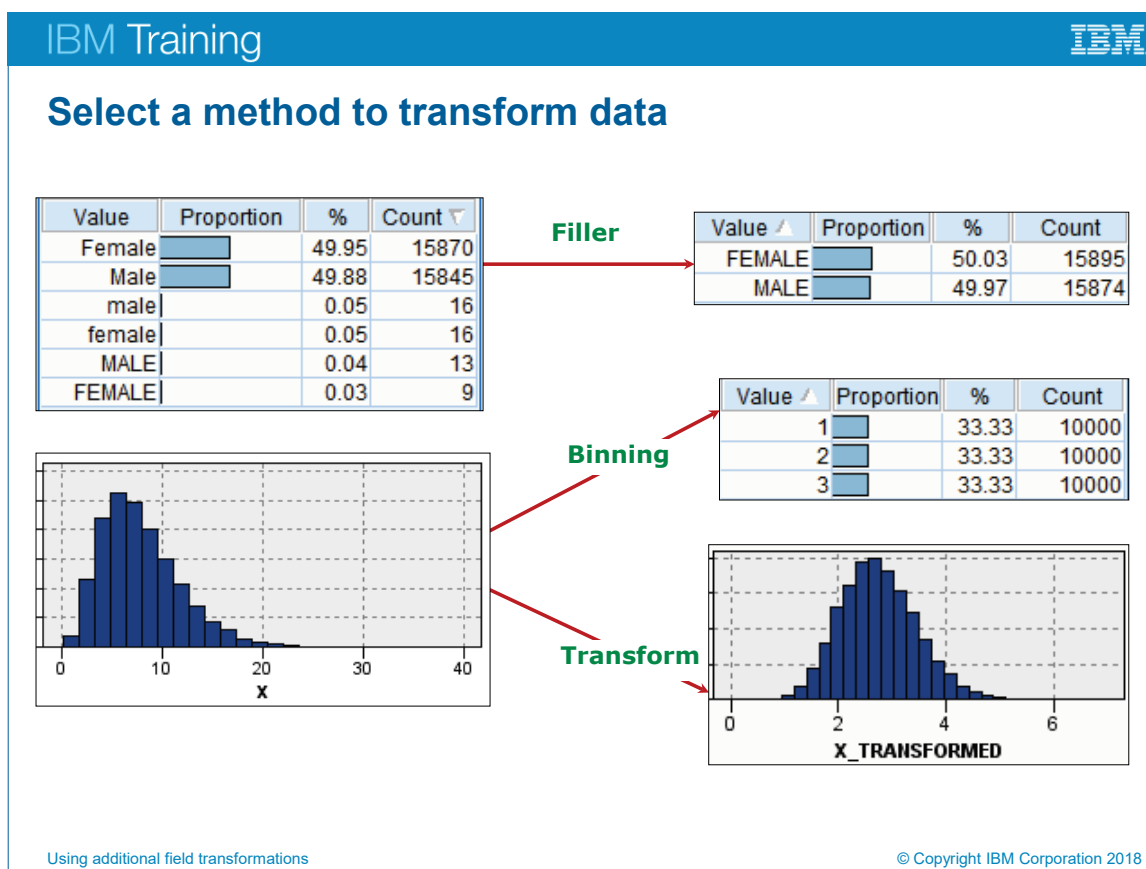 IBM Training
IBM
Select a method to transform data
Value Proportion % Count
Female 49.95 15870
Male 49.88 15845
male 0.05 16
female 0.05 16
MALE 0.04 13
FEMALE 0.03 9
Filler
Value Proportion % Count
FEMALE 50.03 15895
MALE 49.97 15874
Binning
Value Proportion % Count
1 33.33 10000
2 33.33 10000
3 33.33 10000
0 10 20 30 40
X
Transform
0 2 4 6
X_TRANSFORMED
Using additional field transformations
© Copyright IBM Corporation 2018